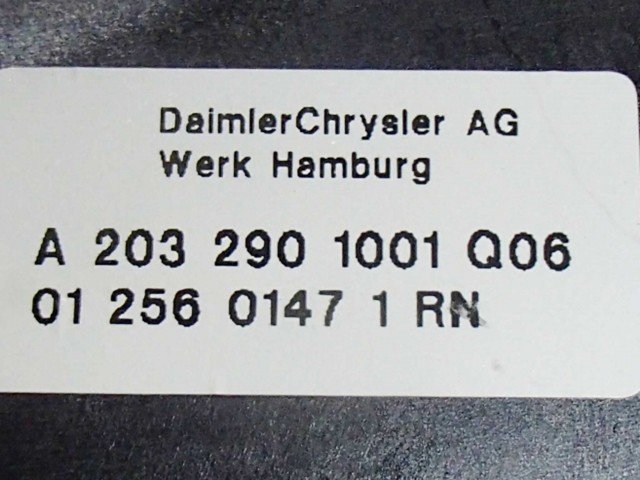 DaimlerChrysler AG
Werk Hamburg
A 203 290 1001 Q06
01 256 0147 1 RN